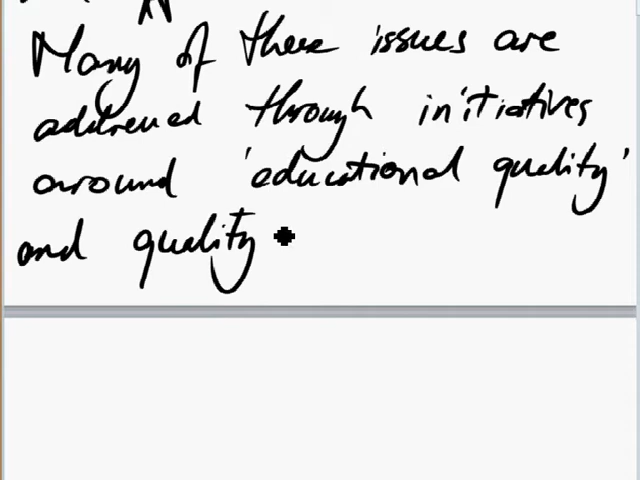 Many of these issues are
addressed through initiatives
around 'educational quality'
and quality